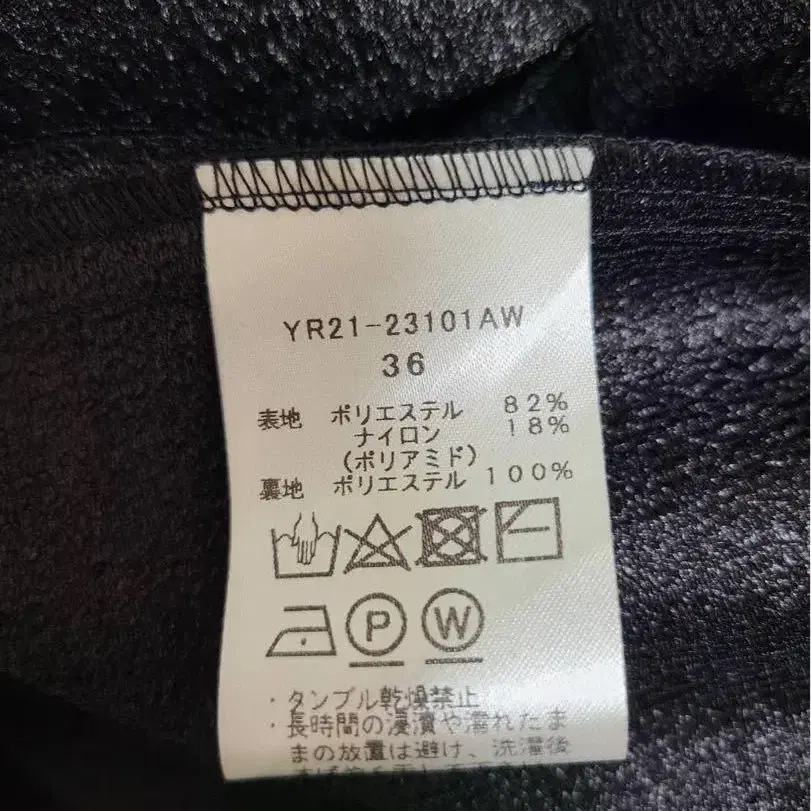 YR21-23101AW
36
表地 ポリエステル 82%
ナイロン 18%
(ポリアミド)
裏地 ポリエステル 100%
P W
・タンブル乾燥禁止
・長時間の浸漬や濡れたま
まの放置は避け、洗濯後